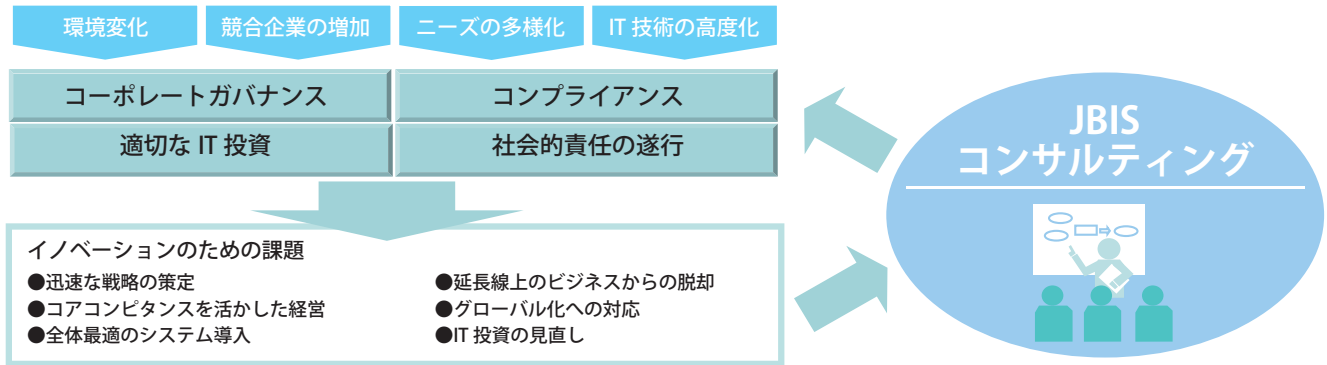 環境変化
競合企業の増加
ニーズの多様化
IT 技術の高度化
コーポレートガバナンス
コンプライアンス
適切な IT 投資
社会的責任の遂行
JBIS
コンサルティング
イノベーションのための課題
●迅速な戦略の策定
●コアコンピタンスを活かした経営
●全体最適のシステム導入
●延長線上のビジネスからの脱却
●グローバル化への対応
●IT 投資の見直し